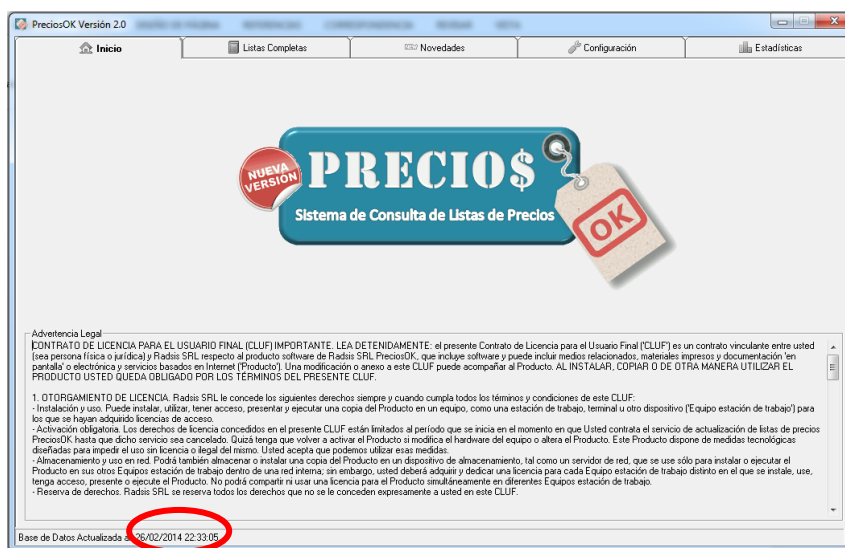 PreciosOK Versión 2.0
Inicio
Listas Completas
Novedades
Configuración
Estadísticas
NUEVA
VERSIÓN
PRECIO$
Sistema de Consulta de Listas de Precios
OK
Advertencia Legal
CONTRATO DE LICENCIA PARA EL USUARIO FINAL (CLUF) IMPORTANTE. LEA DETENIDAMENTE: el presente Contrato de Licencia para el Usuario Final ('CLUF') es un contrato vinculante entre usted
(sea persona física o jurídica) y Radsis SRL respecto al producto software de Radsis SRL PreciosOK, que incluye software y puede incluir medios relacionados, materiales impresos y documentación 'en
pantalla' o electrónica y servicios basados en Internet ('Producto'). Una modificación o anexo a este CLUF puede acompañar al Producto. AL INSTALAR, COPIAR O DE OTRA MANERA UTILIZAR EL
PRODUCTO USTED QUEDA OBLIGADO POR LOS TÉRMINOS DEL PRESENTE CLUF.
1. OTORGAMIENTO DE LICENCIA. Radsis SRL le concede los siguientes derechos siempre y cuando cumpla todos los términos y condiciones de este CLUF:
- Instalación y uso. Puede instalar, utilizar, tener acceso, presentar y ejecutar una copia del Producto en un equipo, como una estación de trabajo, terminal u otro dispositivo ('Equipo estación de trabajo') para
los que se hayan adquirido licencias de acceso.
- Activación obligatoria. Los derechos de licencia concedidos en el presente CLUF están limitados al período que se inicia en el momento en que Usted contrata el servicio de actualización de listas de precios
PreciosOK hasta que dicho servicio sea cancelado. Quizá tenga que volver a activar el Producto si modifica el hardware del equipo o altera el Producto. Este Producto dispone de medidas tecnológicas
diseñadas para impedir el uso sin licencia o ilegal del mismo. Usted acepta que podemos utilizar esas medidas.
- Almacenamiento y uso en red. Podrá también almacenar o instalar una copia del Producto en un dispositivo de almacenamiento, tal como un servidor de red, que se use sólo para instalar o ejecutar el
Producto en sus otros Equipos estación de trabajo dentro de una red interna; sin embargo, usted deberá adquirir y dedicar una licencia para cada Equipo estación de trabajo distinto en el que se instale, use,
tenga acceso, presente o ejecute el Producto. No podrá compartir ni usar una licencia para el Producto simultáneamente en diferentes Equipos estación de trabajo.
- Reserva de derechos. Radsis SRL se reserva todos los derechos que no se le conceden expresamente a usted en este CLUF.
Base de Datos Actualizada a 26/02/2014 22:33:05